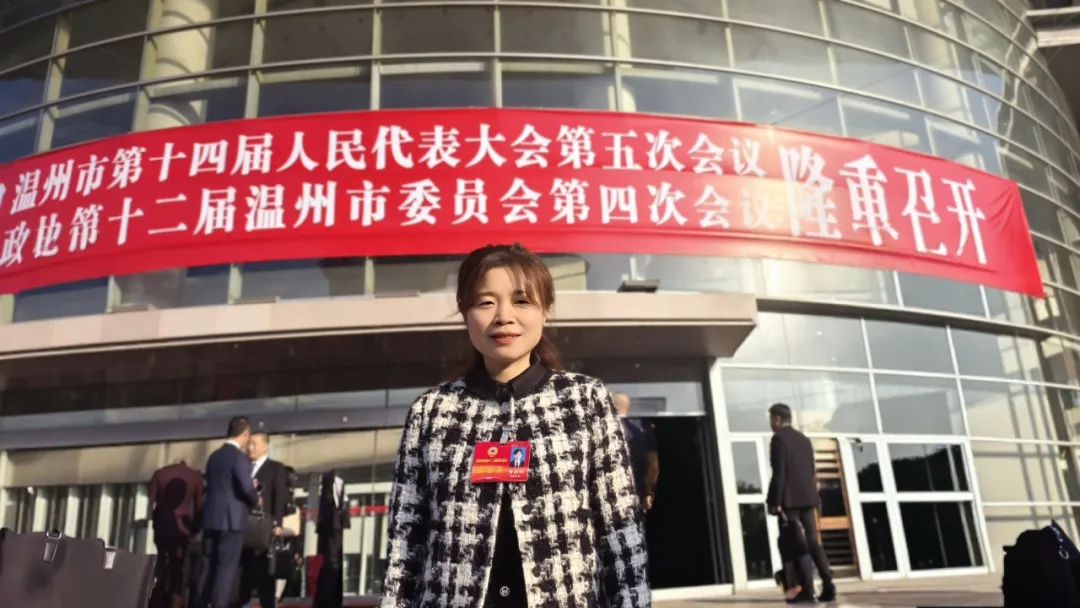 温州市第十四届人民代表大会第五次会议
政协第十二届温州市委员会第四次会议
隆重召开